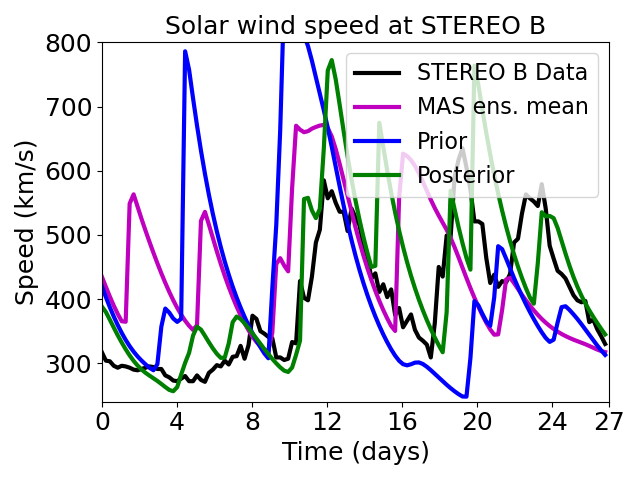 Solar wind speed at STEREO B
800
700
600
500
400
300
Speed (km/s)
STEREO B Data
MAS ens. mean
Prior
Posterior
0 4 8 12 16 20 24 27
Time (days)